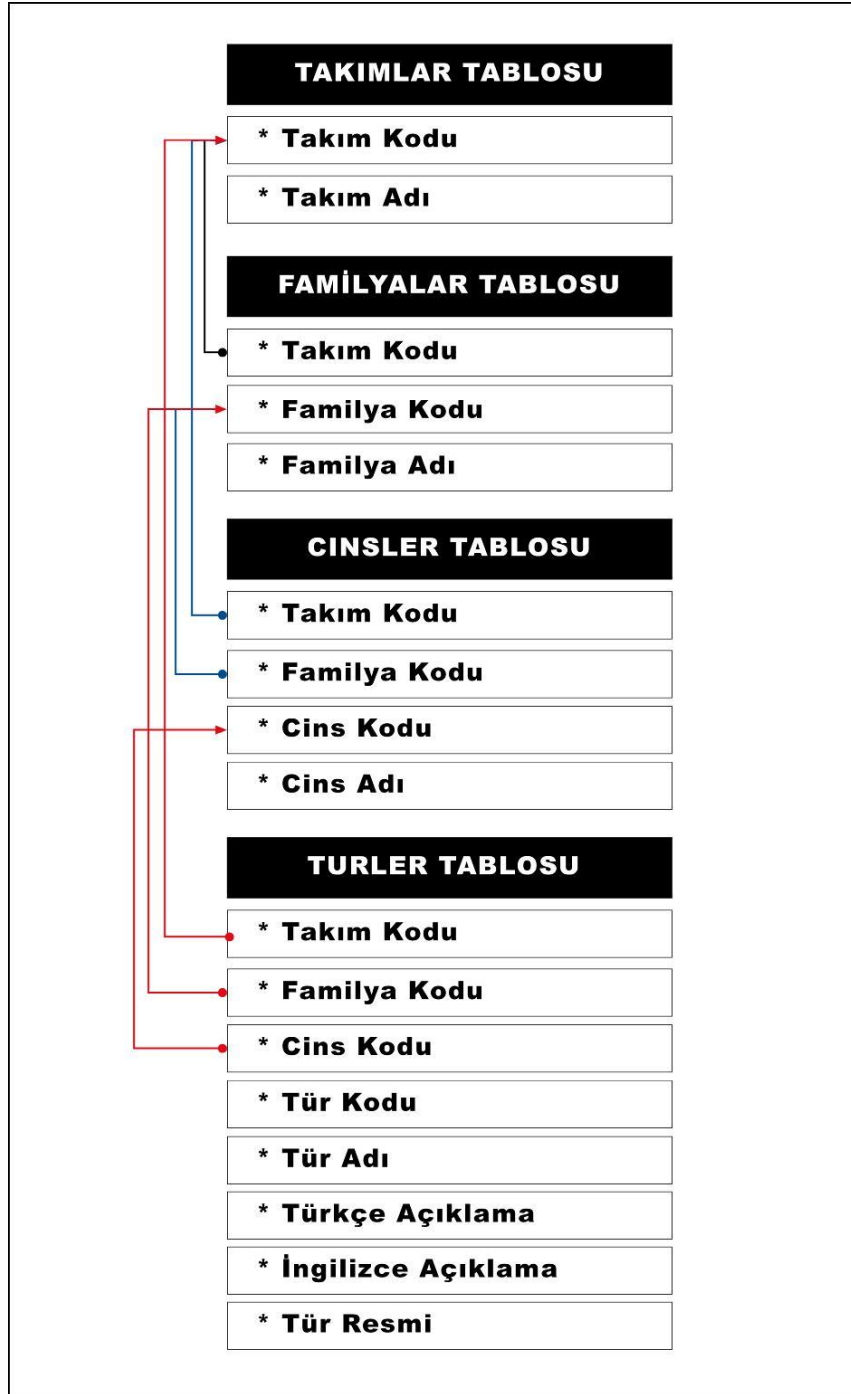 TAKIMLAR TABLOSU
* Takım Kodu
* Takım Adı
FAMİLYALAR TABLOSU
* Takım Kodu
* Familya Kodu
* Familya Adı
CINSLER TABLOSU
* Takım Kodu
* Familya Kodu
* Cins Kodu
* Cins Adı
TURLER TABLOSU
* Takım Kodu
* Familya Kodu
* Cins Kodu
* Tür Kodu
* Tür Adı
* Türkçe Açıklama
* İngilizce Açıklama
* Tür Resmi